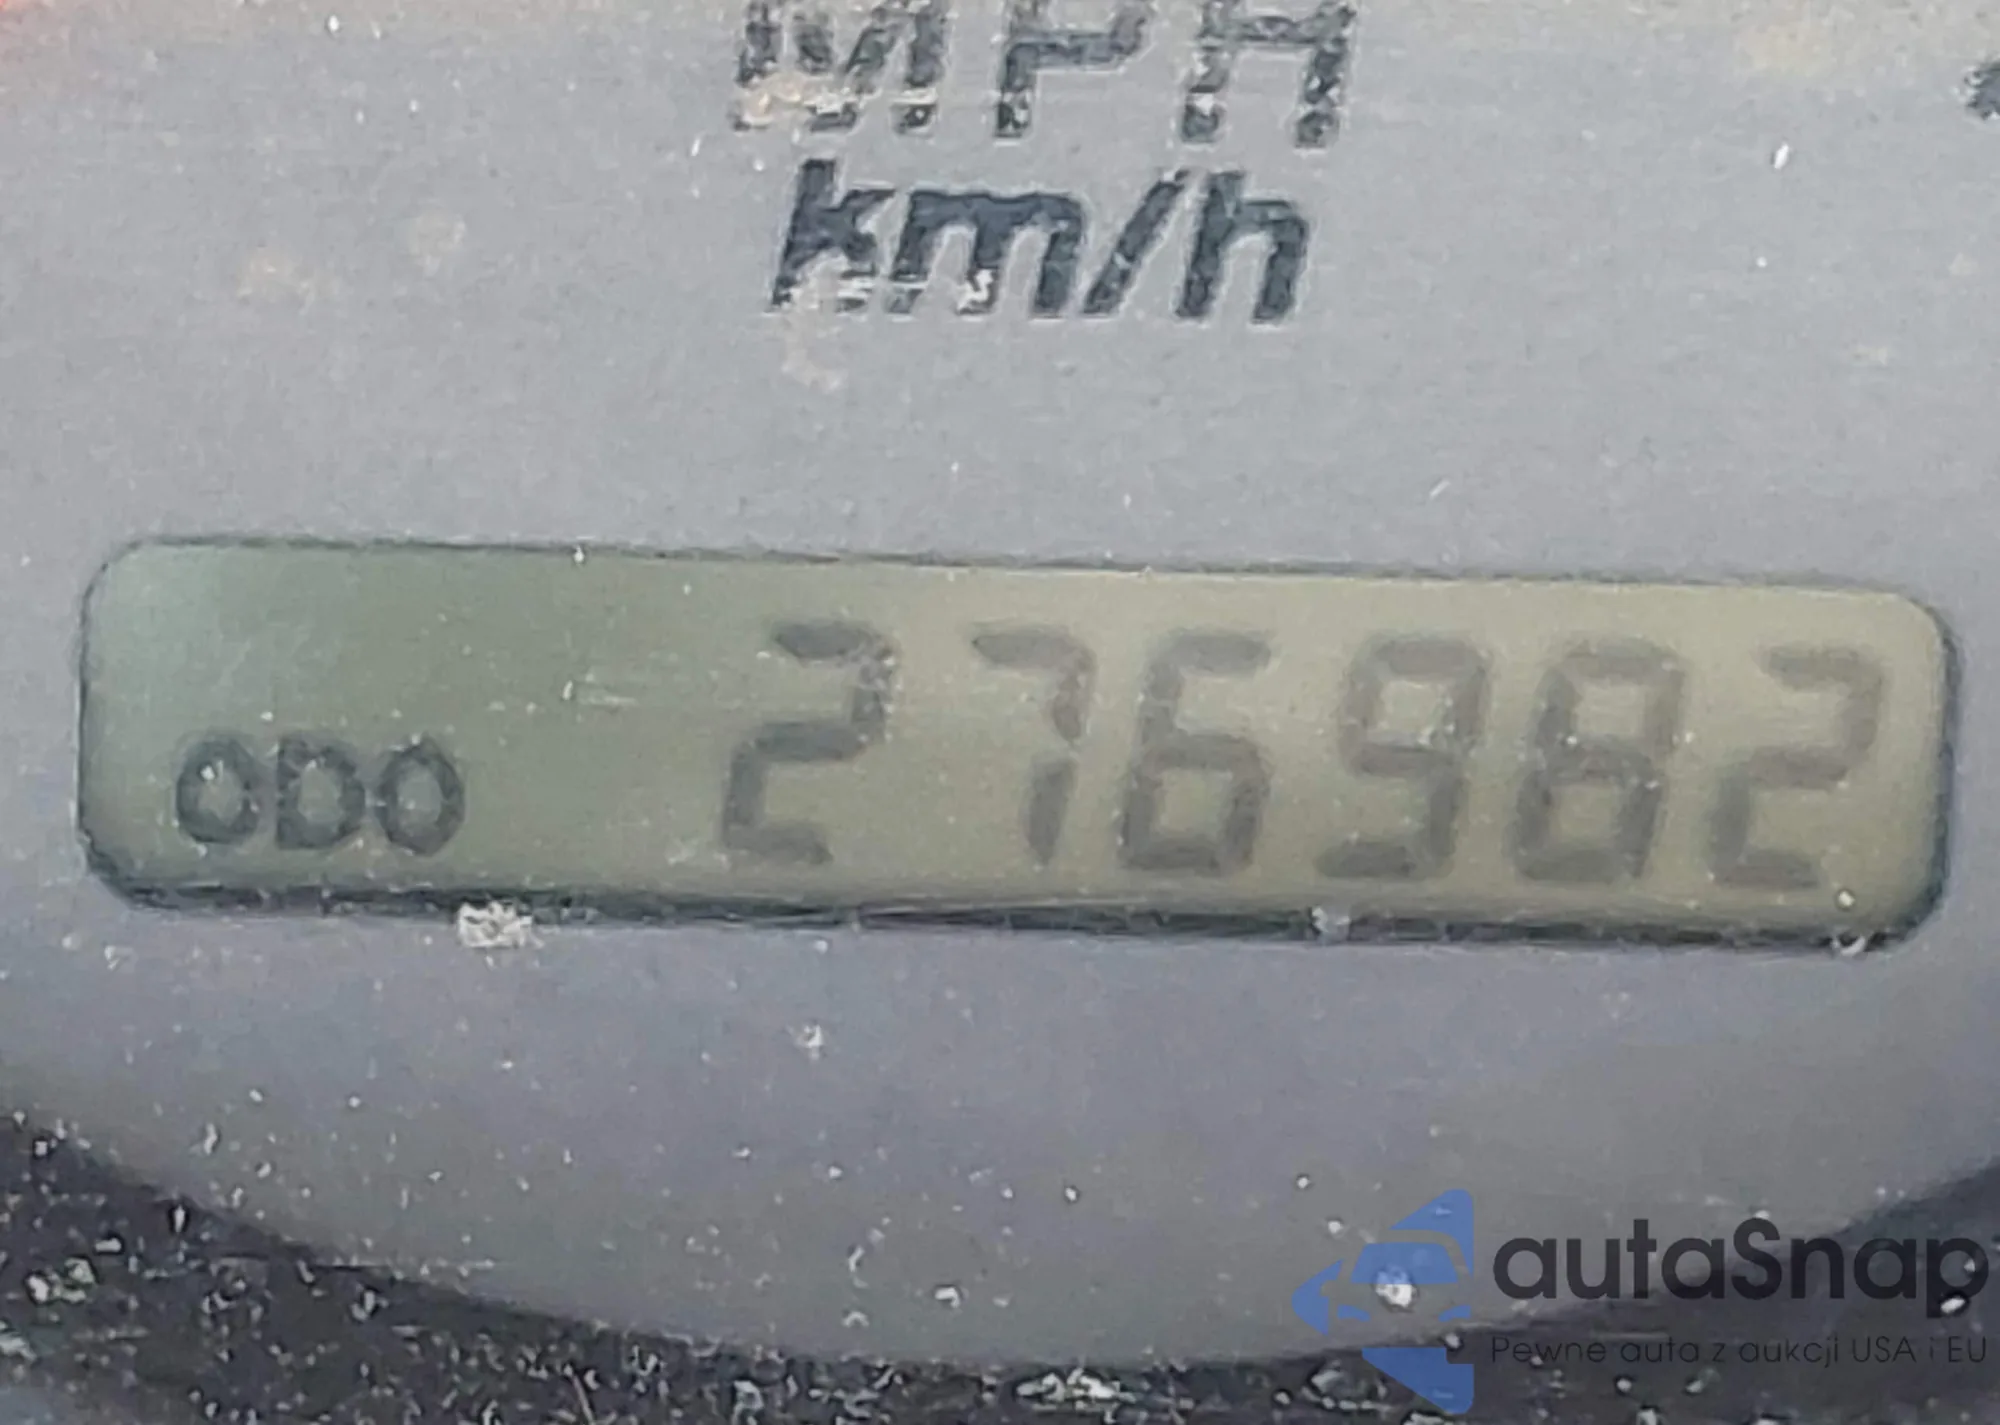 MPH
km/h
ODO 276982
autaSnap
Pewne auta z aukcji USA i EU